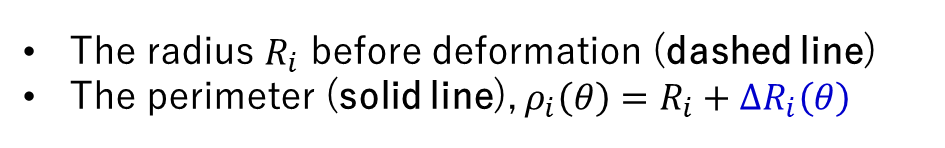 • The radius 𝑅ᵢ before deformation (dashed line)
• The perimeter (solid line), 𝜌ᵢ(𝜃) = 𝑅ᵢ + Δ𝑅ᵢ(𝜃)